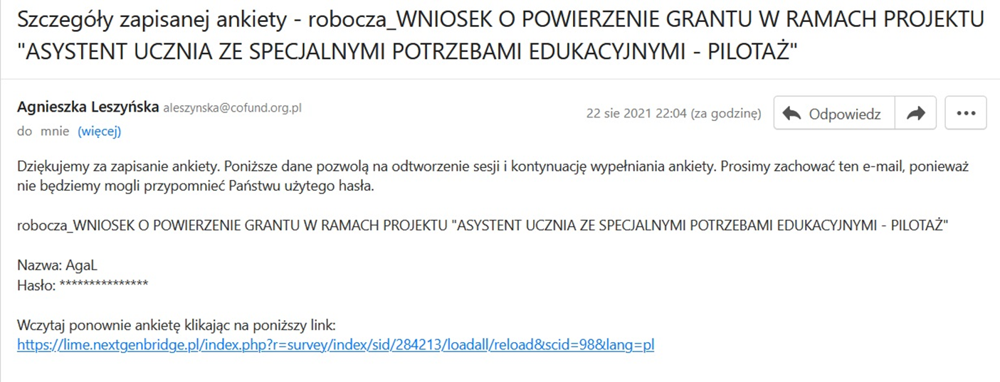 Szczegóły zapisanej ankiety - robocza_WNIOSEK O POWIERZENIE GRANTU W RAMACH PROJEKTU
"ASYSTENT UCZNIA ZE SPECJALNYMI POTRZEBAMI EDUKACYJNYMI - PILOTAŻ"
Agnieszka Leszyńska aleszynska@cofund.org.pl
22 sie 2021 22:04 (za godzinę)
Odpowiedz
do mnie (więcej)
Dziękujemy za zapisanie ankiety. Poniższe dane pozwolą na odtworzenie sesji i kontynuację wypełniania ankiety. Prosimy zachować ten e-mail, ponieważ
nie będziemy mogli przypomnieć Państwu użytego hasła.
robocza_WNIOSEK O POWIERZENIE GRANTU W RAMACH PROJEKTU "ASYSTENT UCZNIA ZE SPECJALNYMI POTRZEBAMI EDUKACYJNYMI - PILOTAŻ"
Nazwa: AgaL
Hasło: ***************
Wczytaj ponownie ankietę klikając na poniższy link:
https://lime.nextgenbridge.pl/index.php?r=survey/index/sid/284213/loadall/reload&scid=98&lang=pl